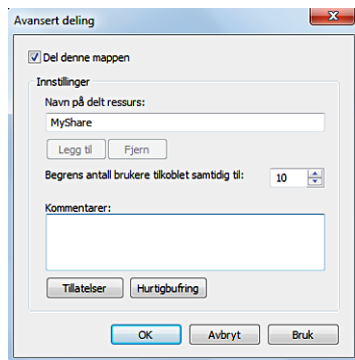 Avansert deling
Del denne mappen
Innstillinger
Navn på delt ressurs:
MyShare
Legg til Fjern
Begrens antall brukere tilkoblet samtidig til: 10
Kommentarer:
Tillatelser Hurtigbufring
OK Avbryt Bruk